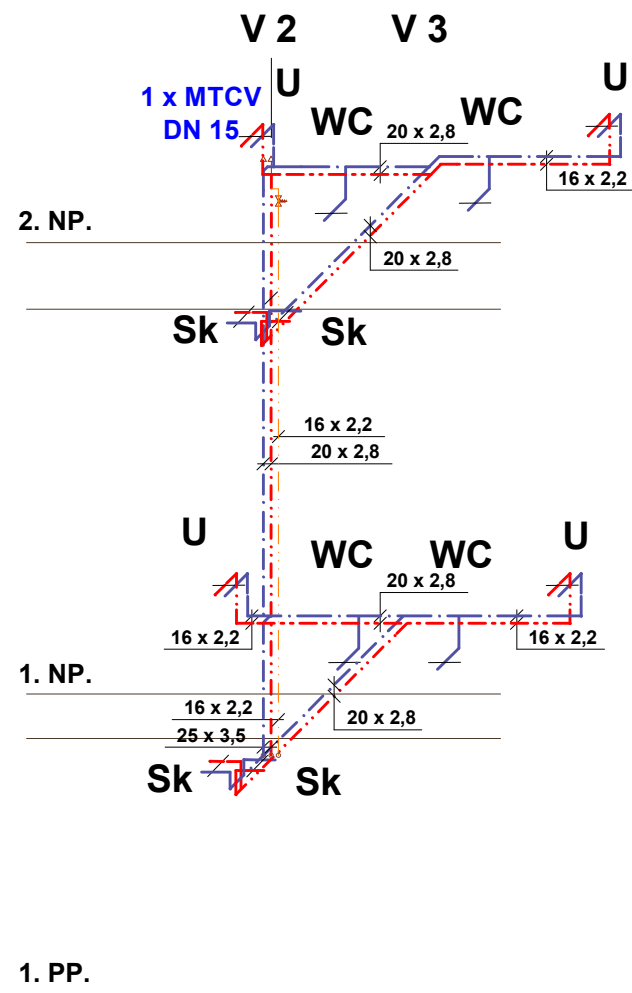 V 2
V 3
U
U
1 x MTCV
DN 15
WC
WC
20 x 2,8
16 x 2,2
2. NP.
20 x 2,8
Sk
Sk
16 x 2,2
20 x 2,8
U
WC
WC
U
20 x 2,8
16 x 2,2
16 x 2,2
1. NP.
16 x 2,2
20 x 2,8
25 x 3,5
Sk
Sk
1. PP.